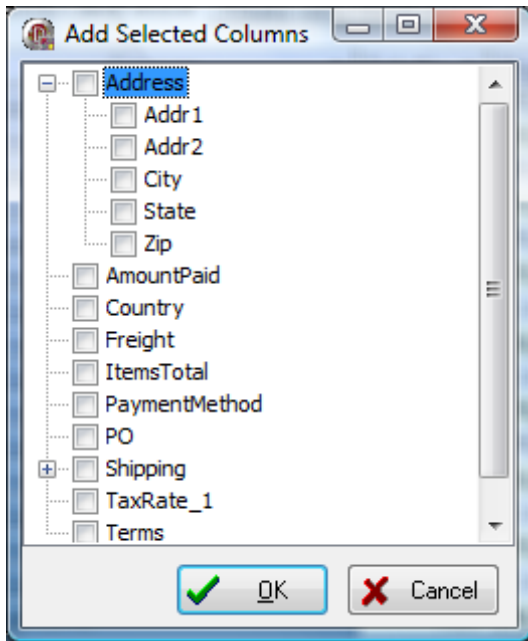 Add Selected Columns
Address
Addr1
Addr2
City
State
Zip
AmountPaid
Country
Freight
ItemsTotal
PaymentMethod
PO
Shipping
TaxRate_1
Terms
OK
Cancel